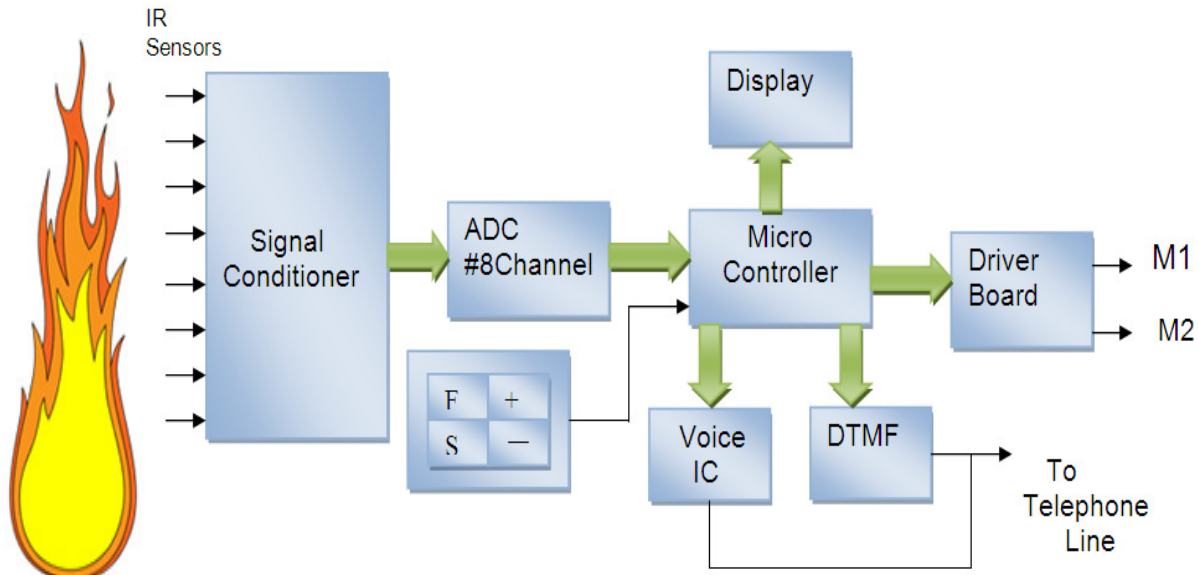 IR
Sensors
Signal
Conditioner
ADC
#8Channel
Display
Micro
Controller
Driver
Board
M1
M2
F +
S —
Voice
IC
DTMF
To
Telephone
Line